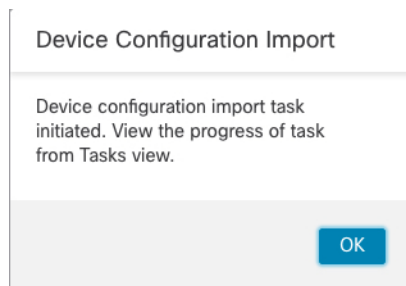 Device Configuration Import
Device configuration import task
initiated. View the progress of task
from Tasks view.
OK